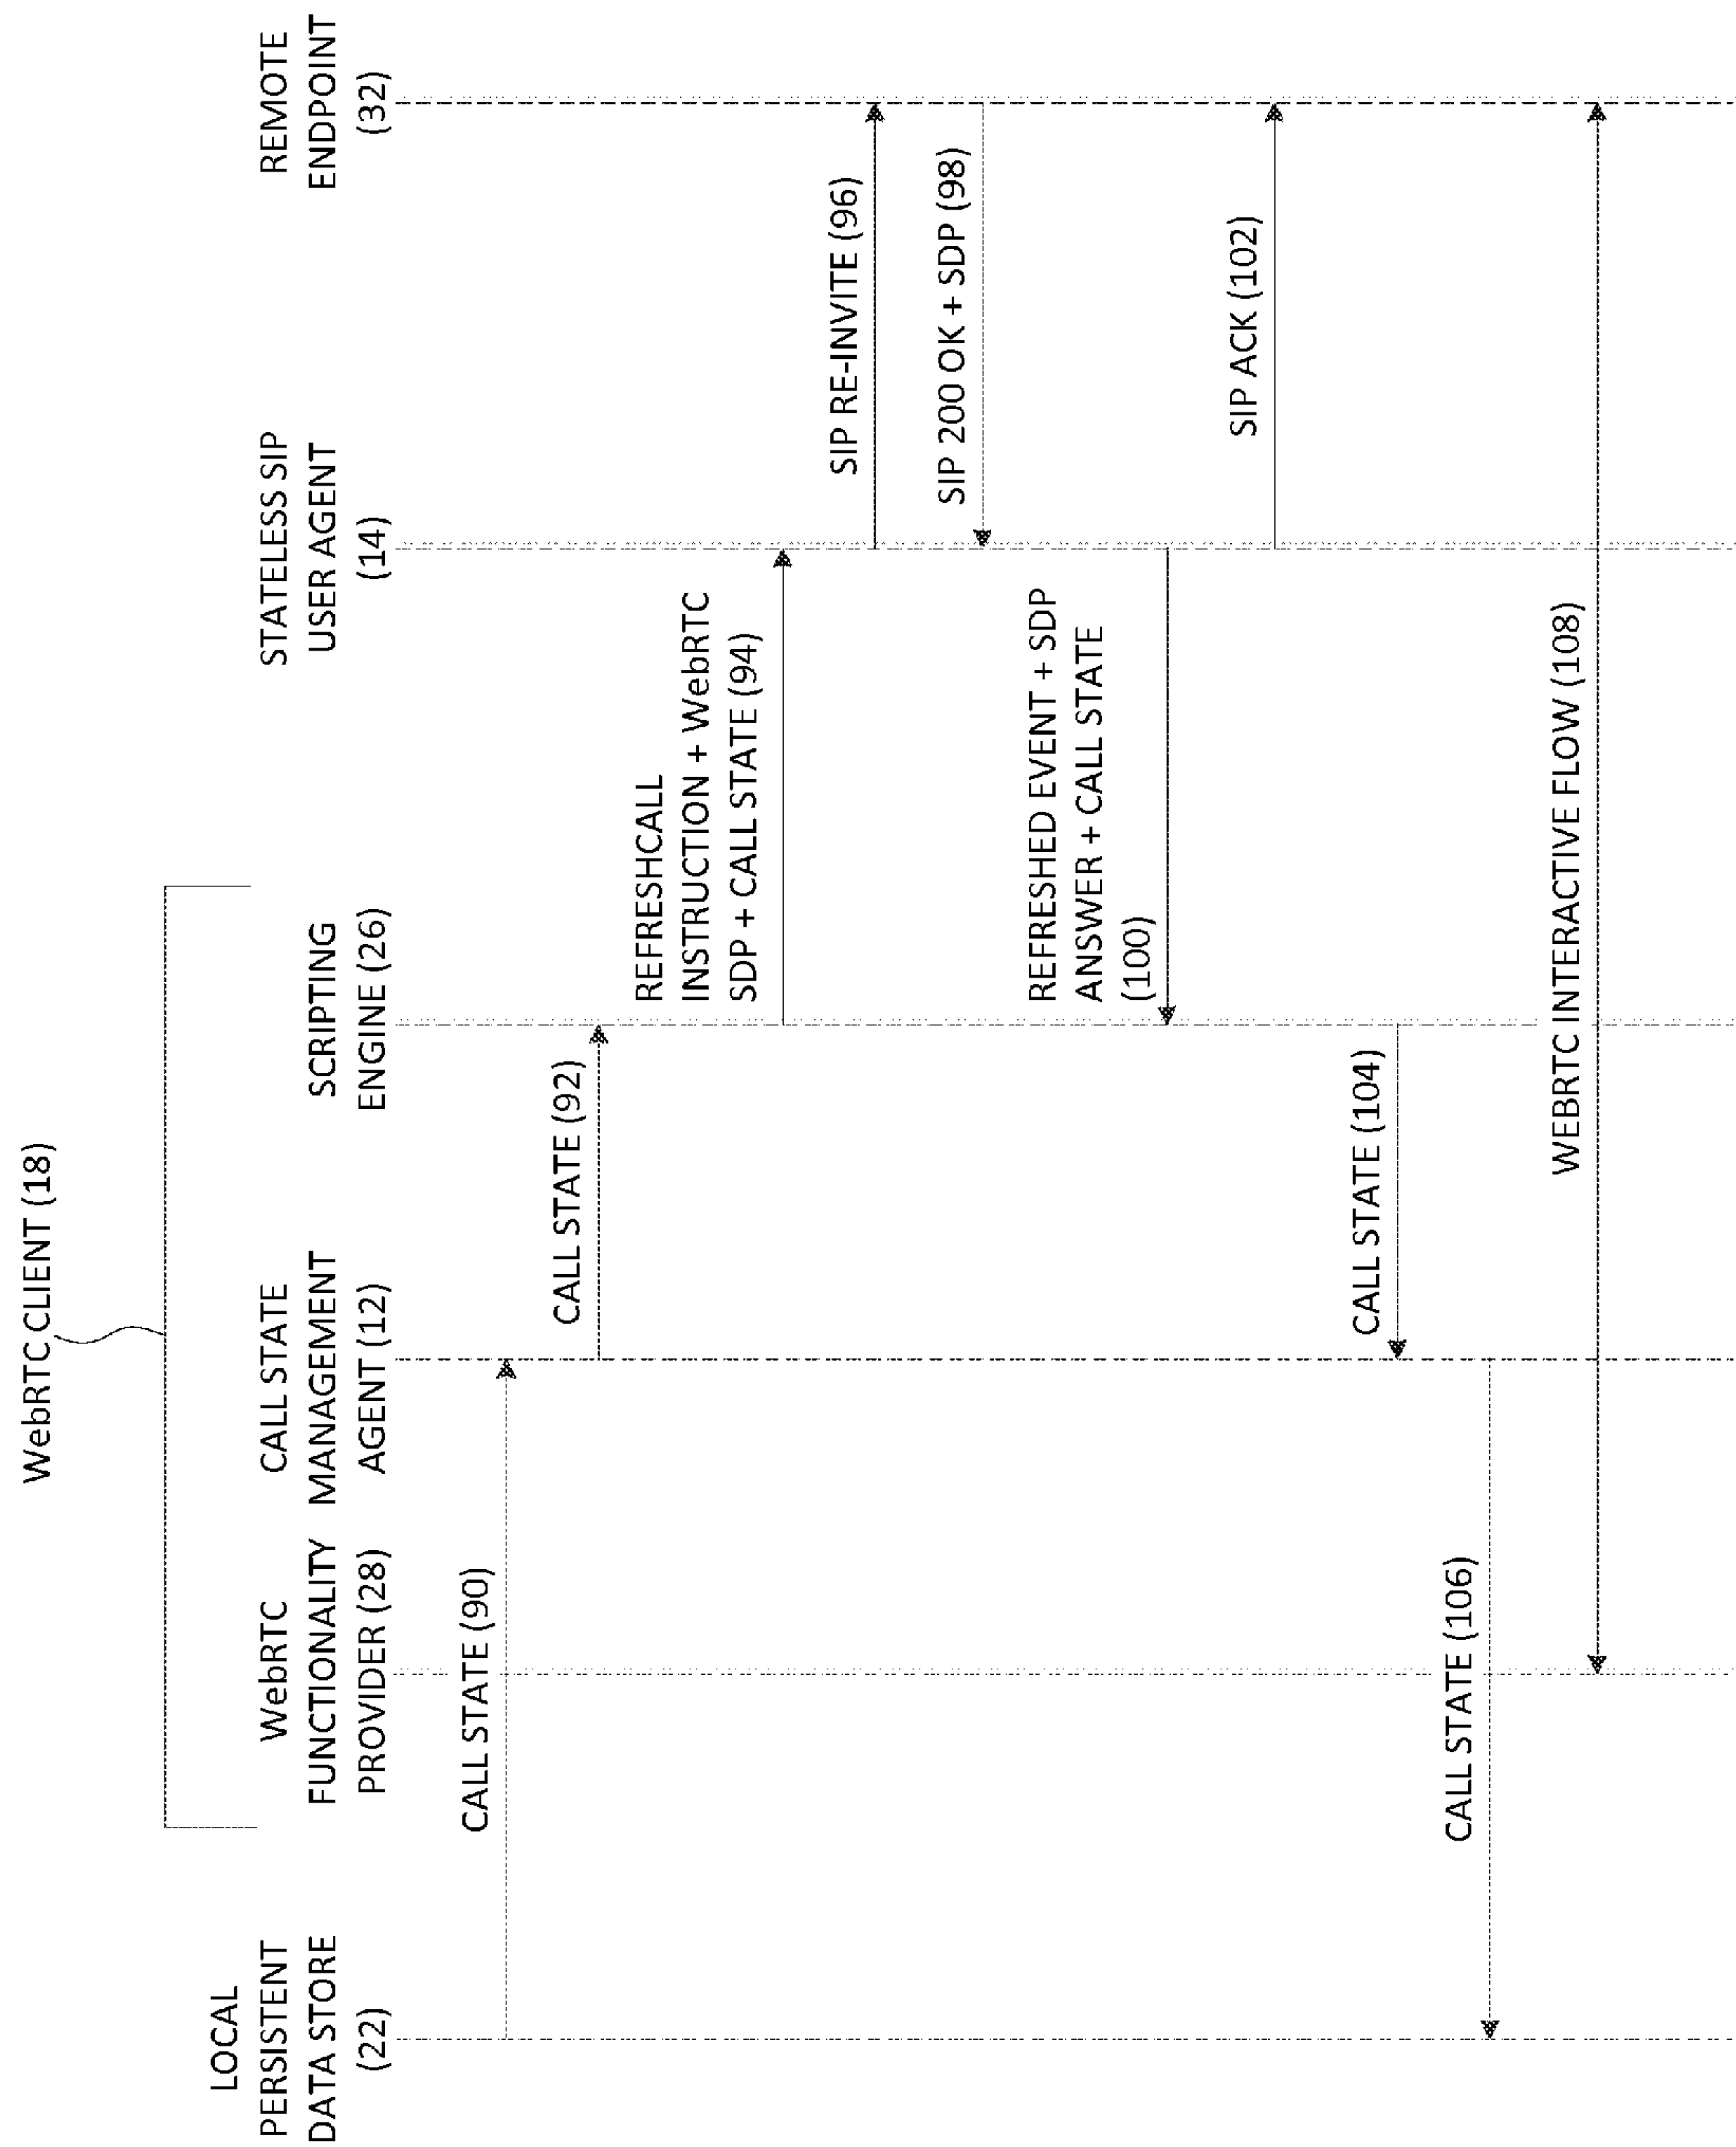 WebRTC CLIENT (18)
LOCAL
PERSISTENT
DATA STORE
(22)
WebRTC
FUNCTIONALITY
PROVIDER (28)
CALL STATE
MANAGEMENT
AGENT (12)
SCRIPTING
ENGINE (26)
STATELESS SIP
USER AGENT
(14)
REMOTE
ENDPOINT
(32)
CALL STATE (90)
CALL STATE (92)
REFRESHCALL
INSTRUCTION + WebRTC
SDP + CALL STATE (94)
SIP RE-INVITE (96)
SIP 200 OK + SDP (98)
REFRESHED EVENT + SDP
ANSWER + CALL STATE
(100)
SIP ACK (102)
CALL STATE (104)
CALL STATE (106)
WEBRTC INTERACTIVE FLOW (108)